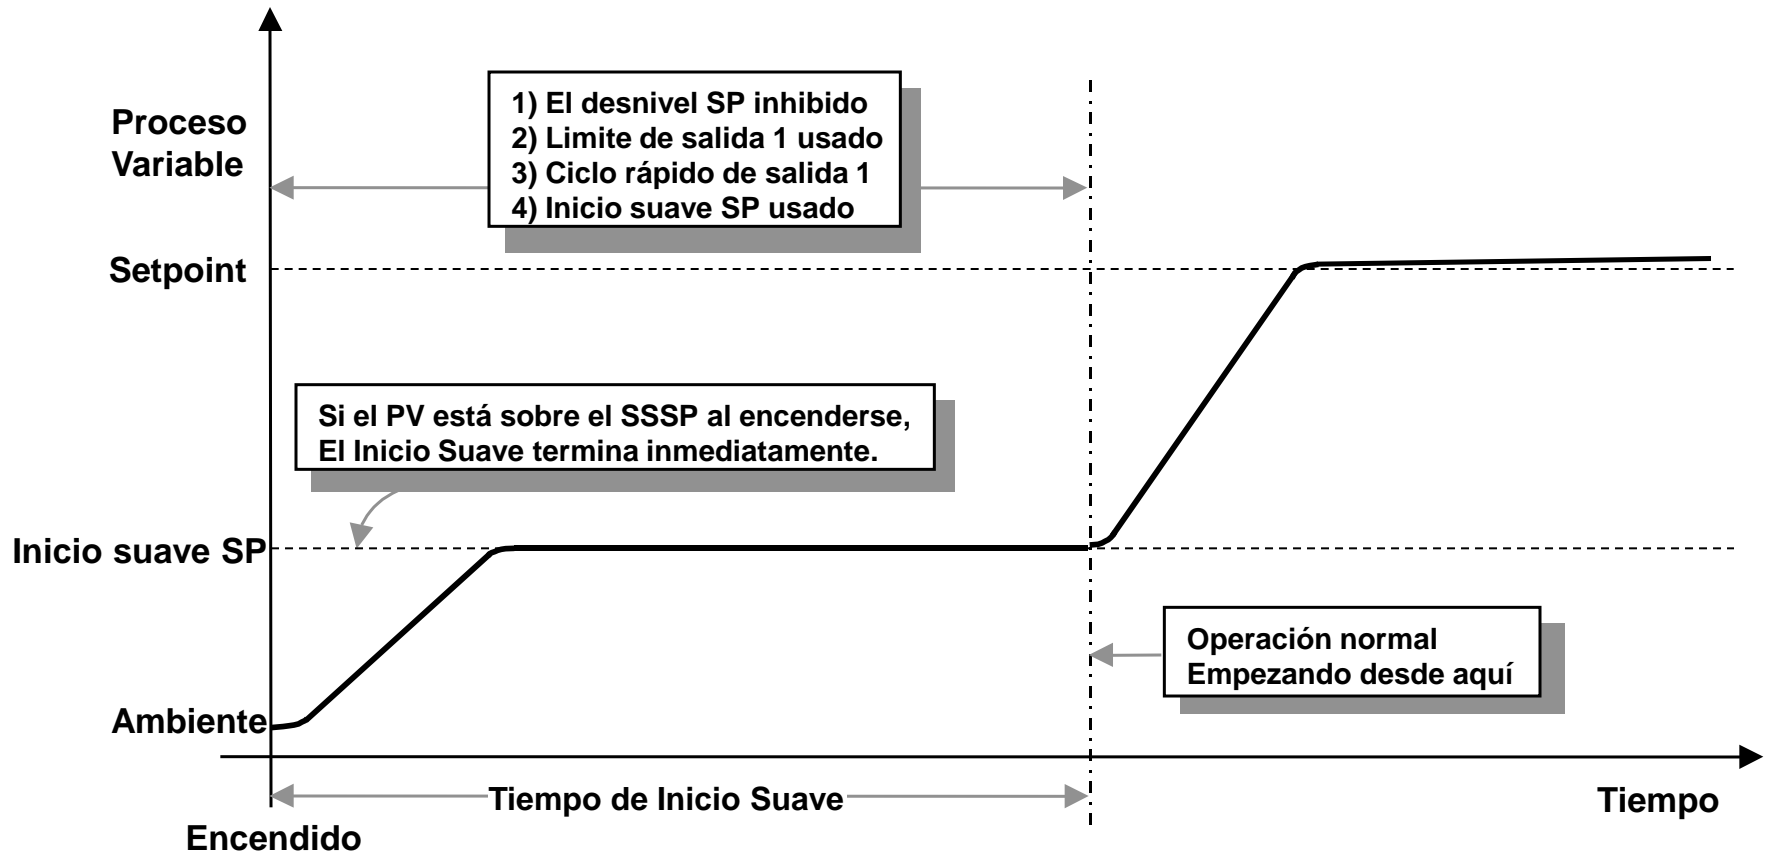 Proceso
Variable
1) El desnivel SP inhibido
2) Limite de salida 1 usado
3) Ciclo rápido de salida 1
4) Inicio suave SP usado
Setpoint
Si el PV está sobre el SSSP al encenderse,
El Inicio Suave termina inmediatamente.
Inicio suave SP
Operación normal
Empezando desde aquí
Ambiente
Tiempo de Inicio Suave
Tiempo
Encendido